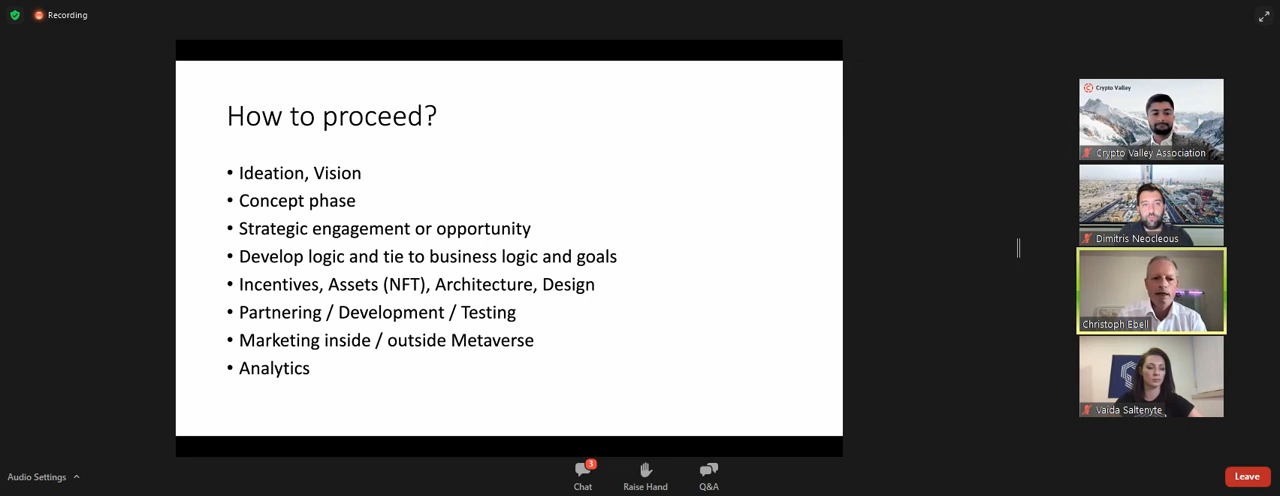 Recording
How to proceed?
• Ideation, Vision
• Concept phase
• Strategic engagement or opportunity
• Develop logic and tie to business logic and goals
• Incentives, Assets (NFT), Architecture, Design
• Partnering / Development / Testing
• Marketing inside / outside Metaverse
• Analytics
Crypto Valley
Crypto Valley Association
Dimitris Neocleous
Christoph Ebell
Vaida Saltenyte
Audio Settings
3
Chat
Raise Hand
Q&A
Leave